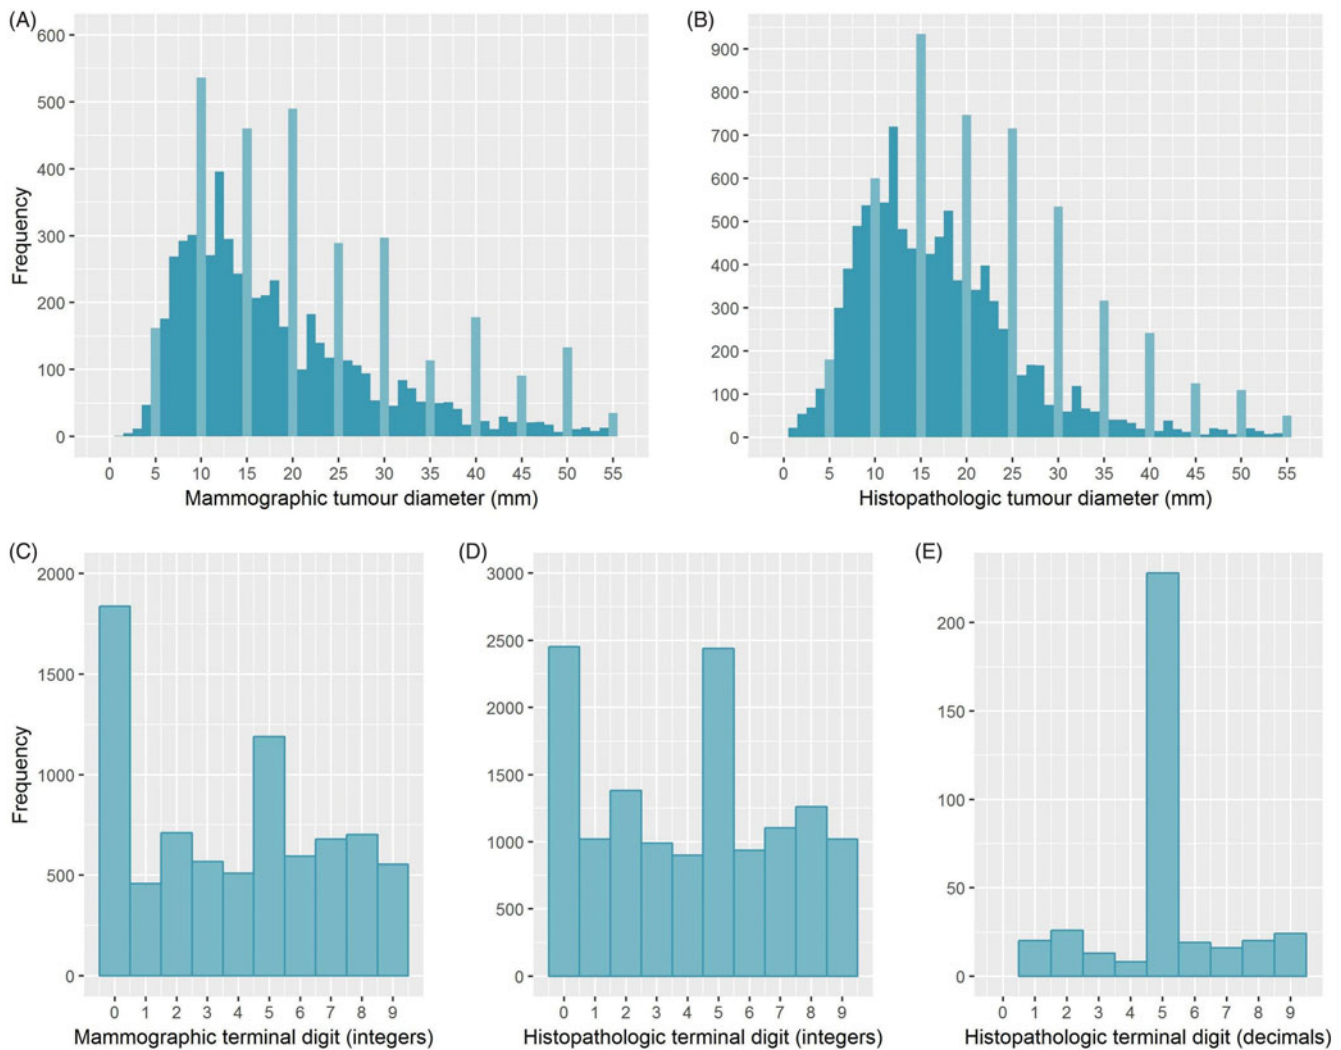 (A)
600
500
400
300
200
100
0
Frequency
0 5 10 15 20 25 30 35 40 45 50 55
Mammographic tumour diameter (mm)
(B)
900
800
700
600
500
400
300
200
100
0
0 5 10 15 20 25 30 35 40 45 50 55
Histopathologic tumour diameter (mm)
(C)
2000
1500
1000
500
0
Frequency
0 1 2 3 4 5 6 7 8 9
Mammographic terminal digit (integers)
(D)
3000
2500
2000
1500
1000
500
0
0 1 2 3 4 5 6 7 8 9
Histopathologic terminal digit (integers)
(E)
200
150
100
50
0
0 1 2 3 4 5 6 7 8 9
Histopathologic terminal digit (decimals)